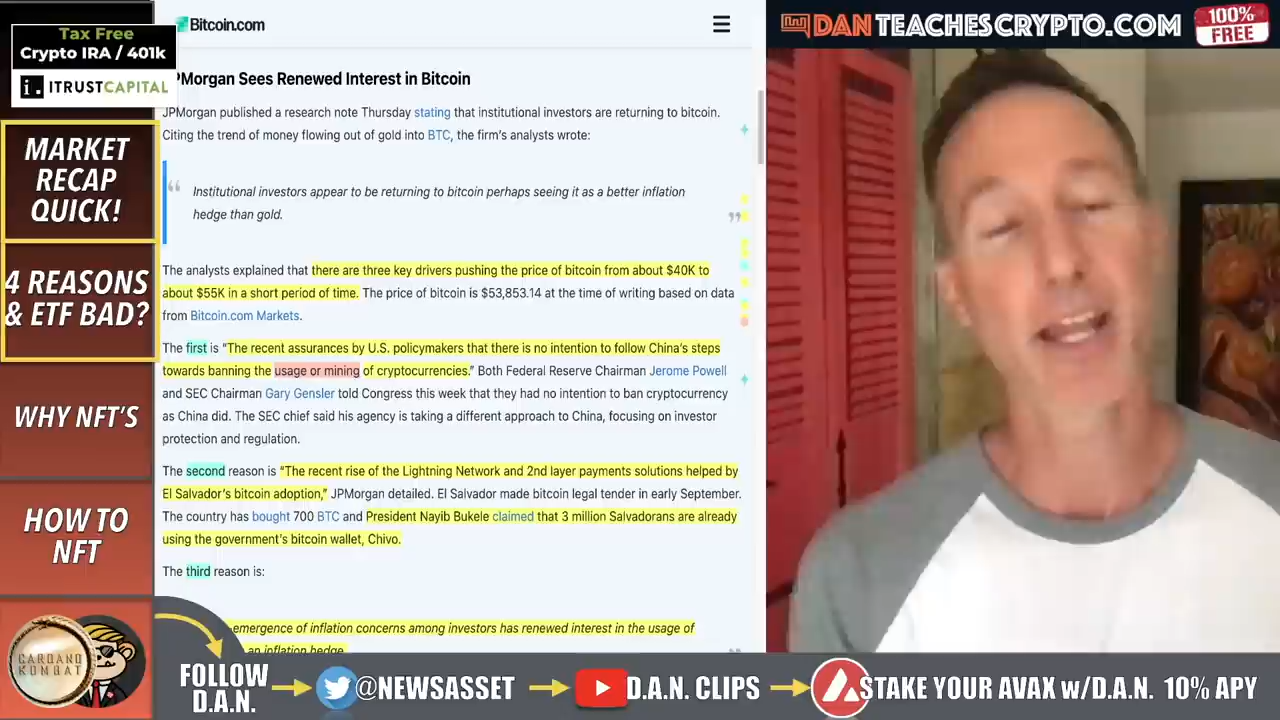 Tax Free
Crypto IRA / 401k
i. ITRUSTCAPITAL
MARKET
RECAP
QUICK!
4 REASONS
& ETF BAD?
WHY NFT'S
HOW TO
NFT
CARDANO
KOMBAT
Bitcoin.com
PMorgan Sees Renewed Interest in Bitcoin
JPMorgan published a research note Thursday stating that institutional investors are returning to bitcoin.
Citing the trend of money flowing out of gold into BTC, the firm's analysts wrote:
“ Institutional investors appear to be returning to bitcoin perhaps seeing it as a better inflation
hedge than gold. ”
The analysts explained that there are three key drivers pushing the price of bitcoin from about $40K to
about $55K in a short period of time. The price of bitcoin is $53,853.14 at the time of writing based on data
from Bitcoin.com Markets.
The first is “The recent assurances by U.S. policymakers that there is no intention to follow China's steps
towards banning the usage or mining of cryptocurrencies.” Both Federal Reserve Chairman Jerome Powell
and SEC Chairman Gary Gensler told Congress this week that they had no intention to ban cryptocurrency
as China did. The SEC chief said his agency is taking a different approach to China, focusing on investor
protection and regulation.
The second reason is “The recent rise of the Lightning Network and 2nd layer payments solutions helped by
El Salvador's bitcoin adoption,” JPMorgan detailed. El Salvador made bitcoin legal tender in early September.
The country has bought 700 BTC and President Nayib Bukele claimed that 3 million Salvadorans are already
using the government's bitcoin wallet, Chivo.
The third reason is:
emergence of inflation concerns among investors has renewed interest in the usage of
an inflation hedge.
DANTEACHESCRYPTO.COM
100%
FREE
FOLLOW
D.A.N.
@NEWSASSET
D.A.N. CLIPS
STAKE YOUR AVAX w/D.A.N. 10% APY